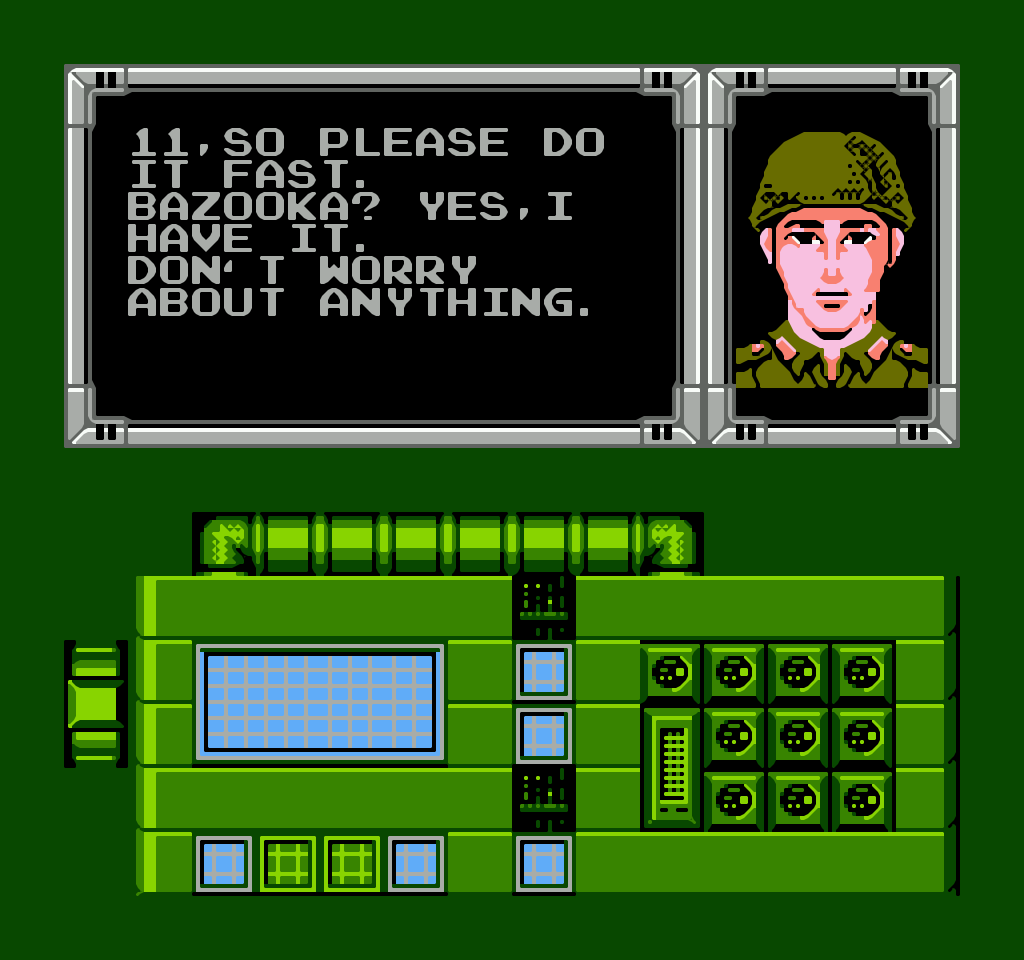 11,SO PLEASE DO
IT FAST.
BAZOOKA? YES,I
HAVE IT.
DON' T WORRY
ABOUT ANYTHING.